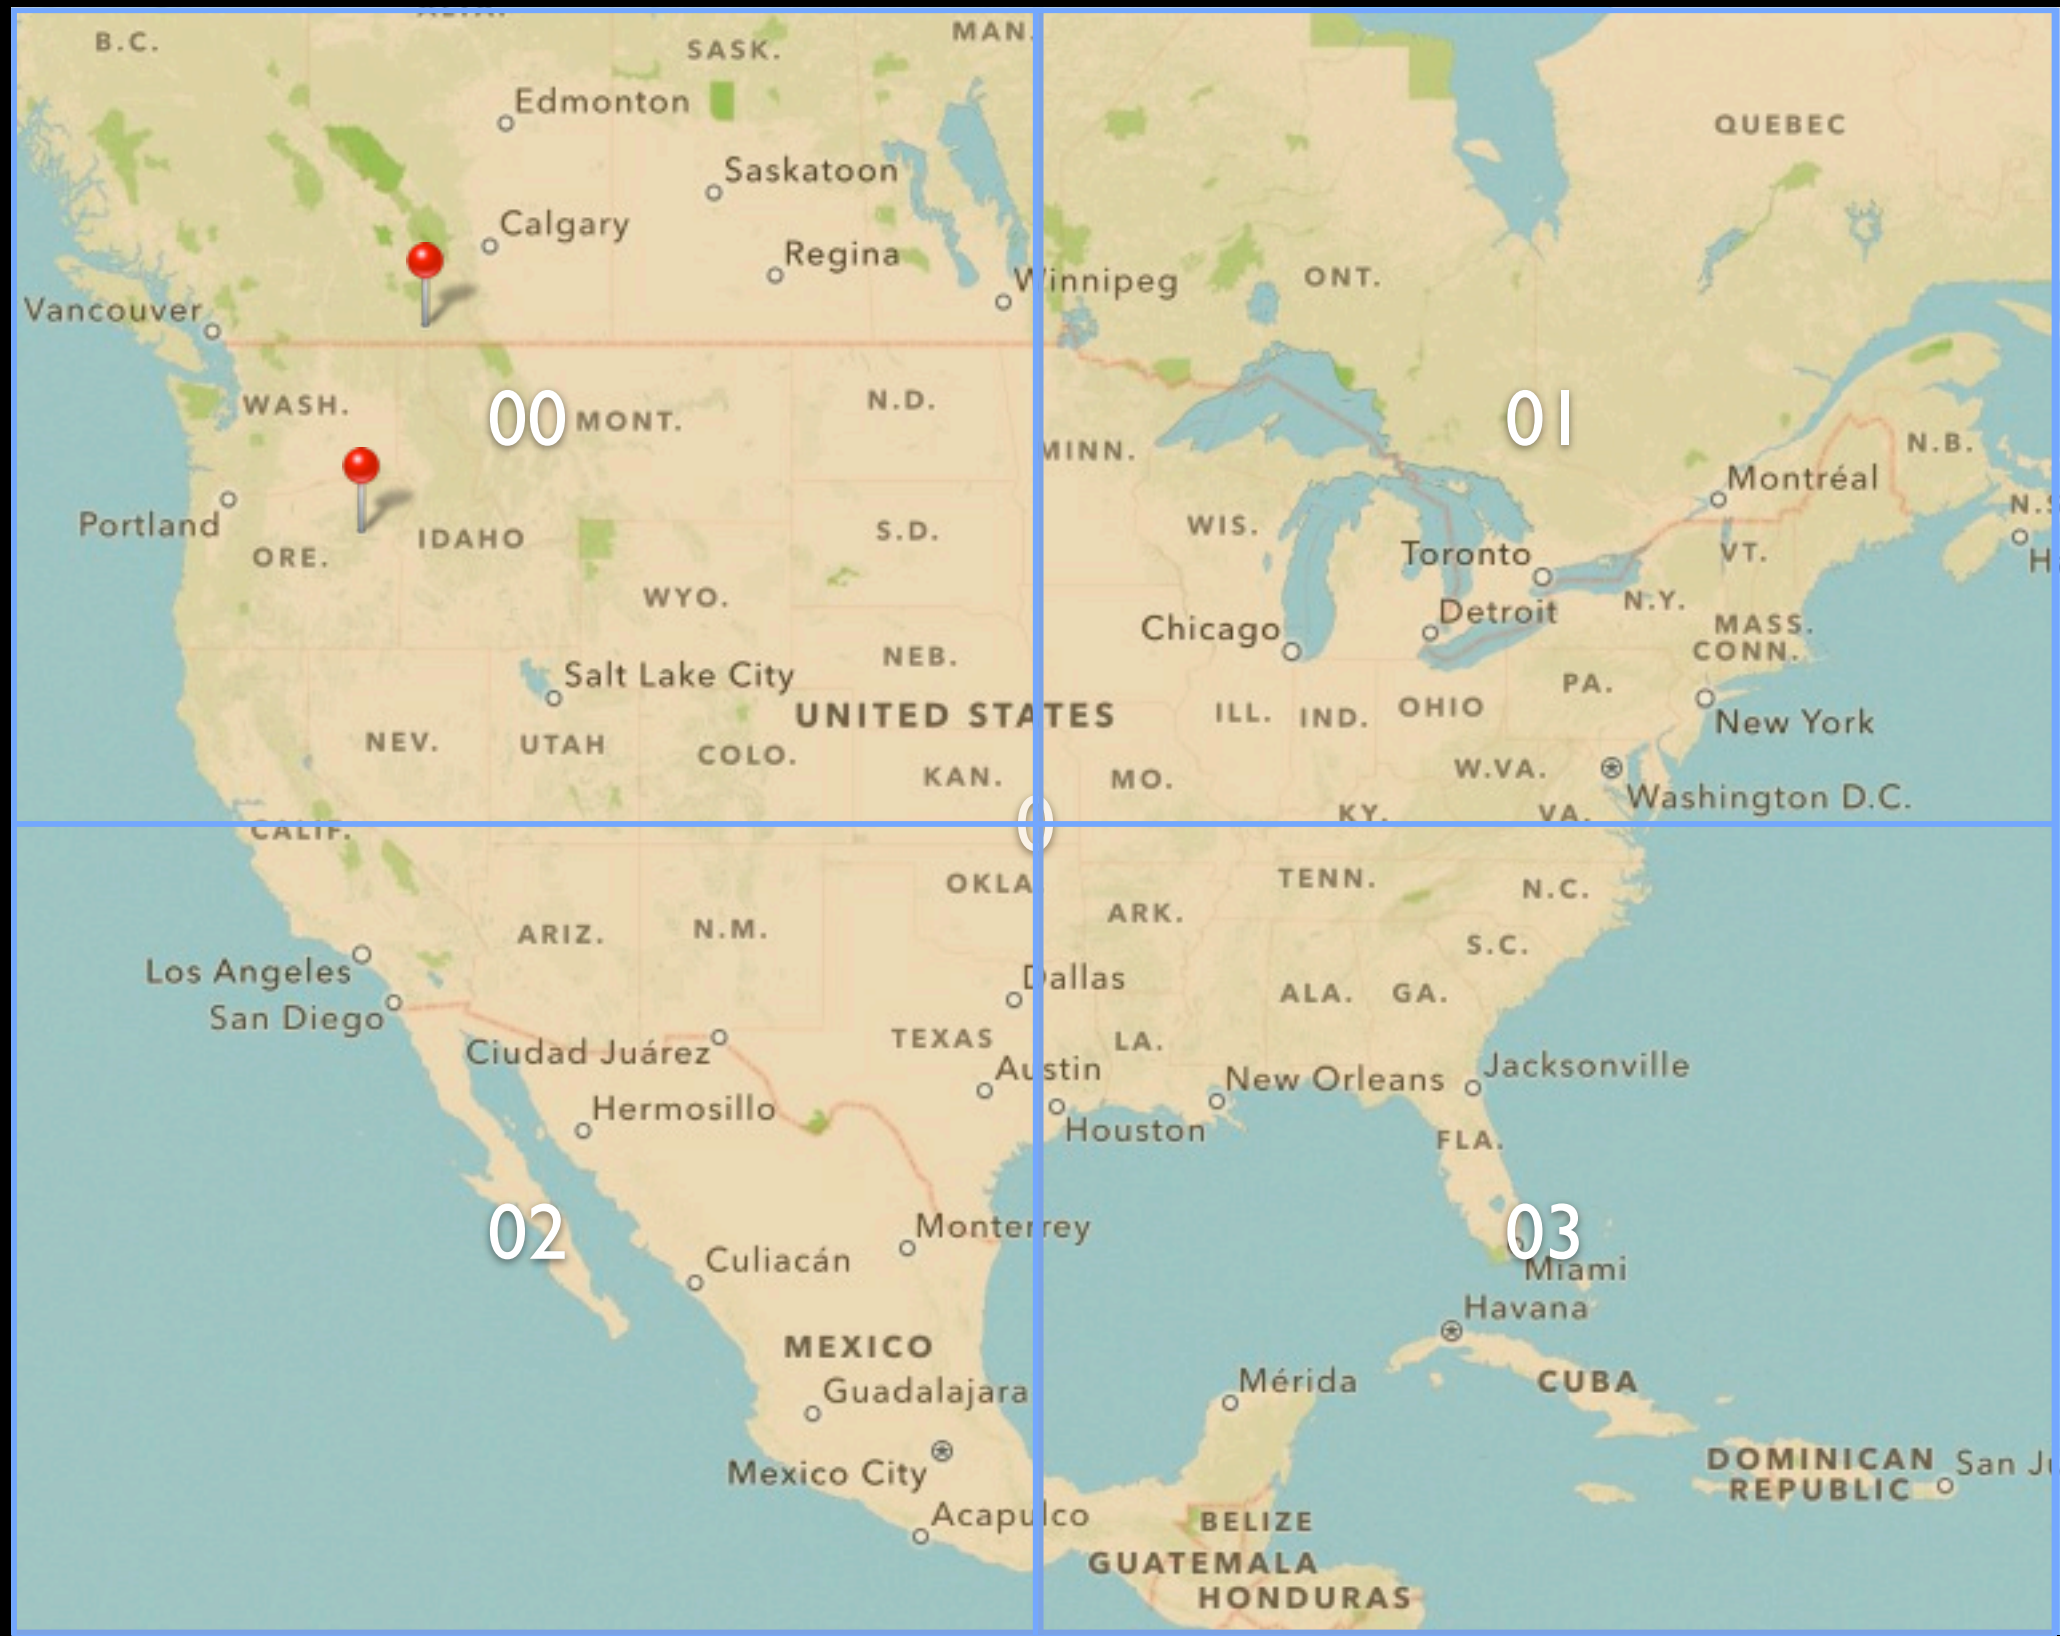 B.C.
SASK.
MAN.
Edmonton
QUEBEC
Saskatoon
Calgary
Regina
Winnipeg
ONT.
Vancouver
WASH.
00
MONT.
N.D.
01
MINN.
N.B.
Montréal
N.S
Portland
ORE.
IDAHO
S.D.
WIS.
Toronto
VT.
H
WYO.
Chicago
Detroit
N.Y.
MASS.
CONN.
NEB.
Salt Lake City
PA.
UNITED STATES
ILL.
IND.
OHIO
New York
NEV.
UTAH
COLO.
KAN.
MO.
W.VA.
Washington D.C.
KY.
VA.
CALIF.
0
OKLA
TENN.
N.C.
ARK.
ARIZ.
N.M.
S.C.
Los Angeles
Dallas
ALA.
GA.
San Diego
TEXAS
LA.
Ciudad Juárez
Austin
New Orleans
Jacksonville
Hermosillo
Houston
FLA.
02
Monterrey
03
Culiacán
Miami
Havana
MEXICO
Guadalajara
Mérida
CUBA
Mexico City
DOMINICAN
REPUBLIC
San Ju
Acapulco
BELIZE
GUATEMALA
HONDURAS